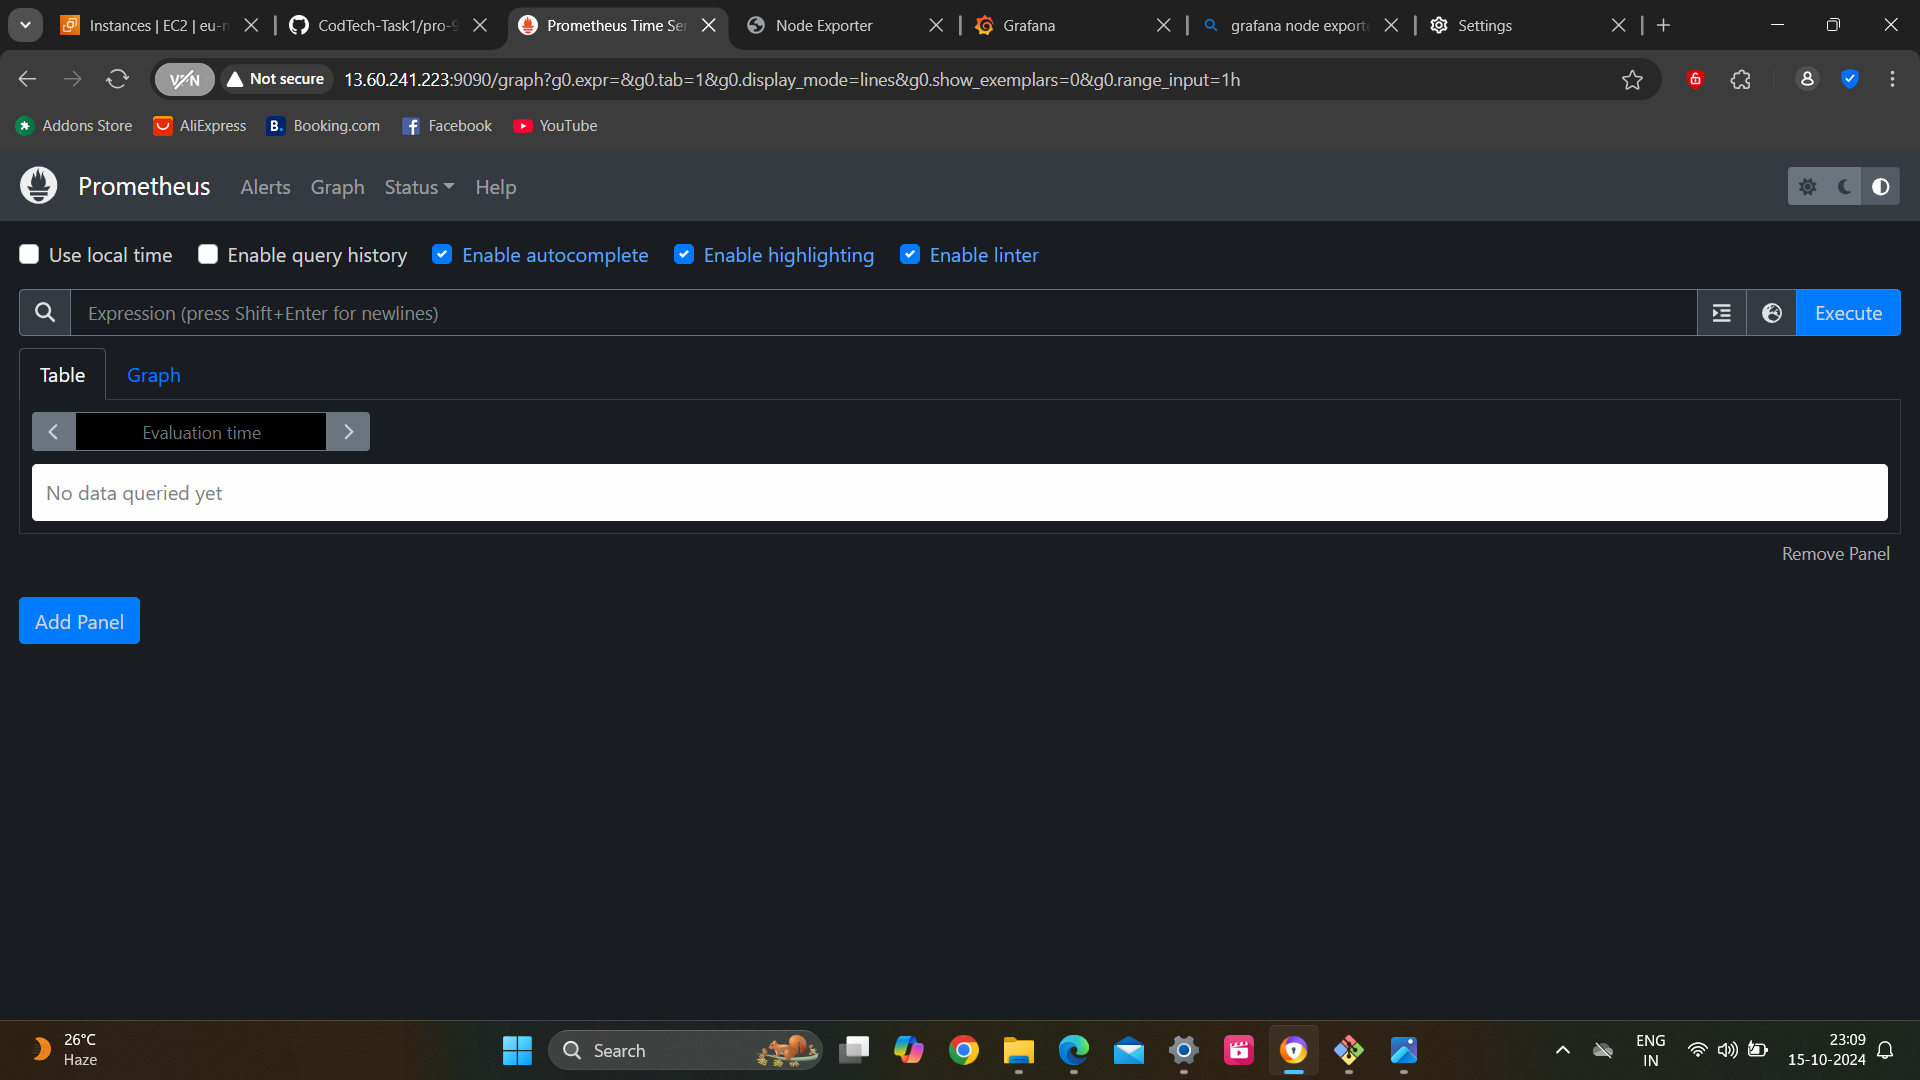 Instances | EC2 | eu-n
CodTech-Task1/pro-9
Prometheus Time Ser
Node Exporter
Grafana
grafana node exporte
Settings
VPN
Not secure
13.60.241.223:9090/graph?g0.expr=&g0.tab=1&g0.display_mode=lines&g0.show_exemplars=0&g0.range_input=1h
Addons Store
AliExpress
B. Booking.com
Facebook
YouTube
Prometheus
Alerts
Graph
Status
Help
Use local time
Enable query history
Enable autocomplete
Enable highlighting
Enable linter
Expression (press Shift+Enter for newlines)
Execute
Table
Graph
Evaluation time
No data queried yet
Remove Panel
Add Panel
26°C
Haze
Search
ENG
IN
23:09
15-10-2024